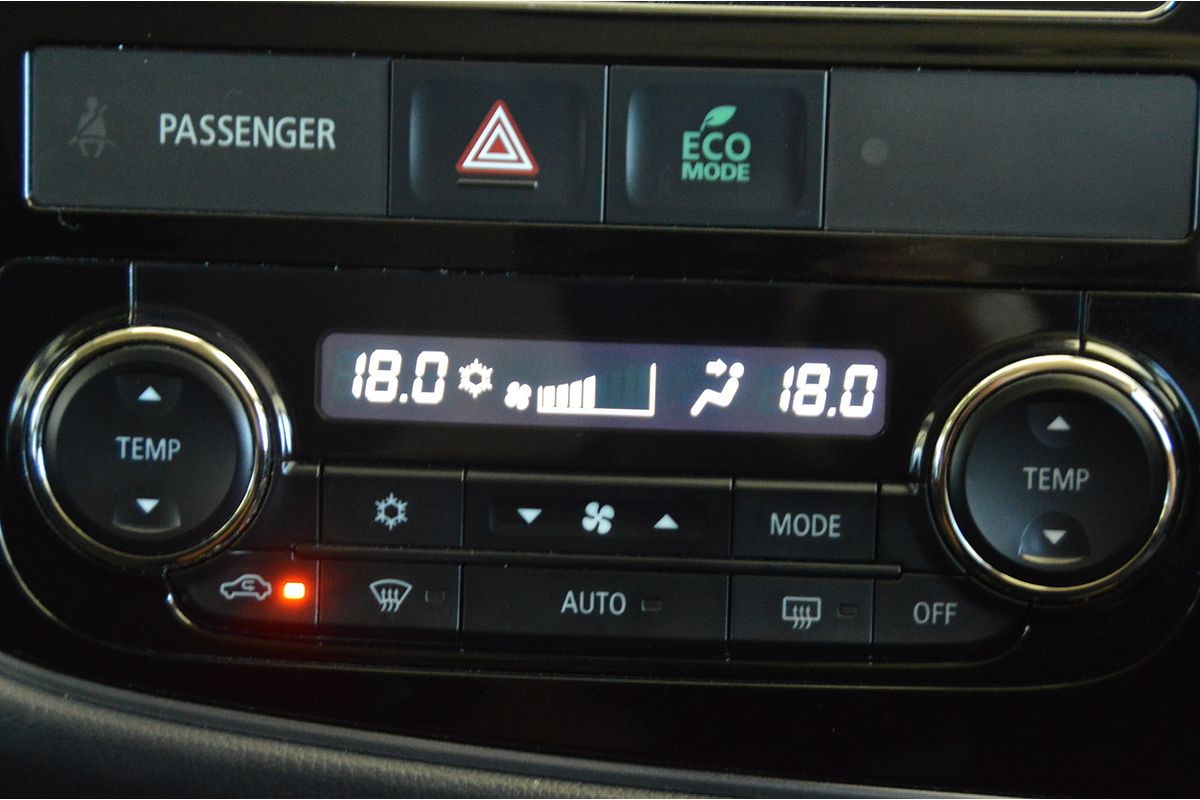 PASSENGER
ECO
MODE
18.0
18.0
TEMP
TEMP
MODE
AUTO
OFF